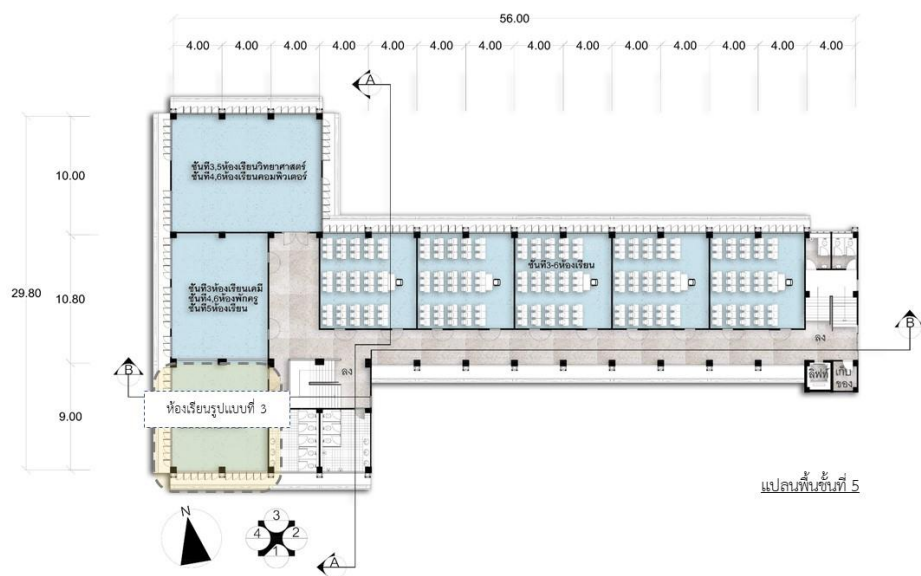 56.00
4.00 4.00 4.00 4.00 4.00 4.00 4.00 4.00 4.00 4.00 4.00 4.00 4.00 4.00
A
29.80
10.00
ชั้นที่3,5ห้องเรียนวิทยาศาสตร์
ชั้นที่4,6ห้องเรียนคอมพิวเตอร์
10.80
ชั้นที่3ห้องเรียนเคมี
ชั้นที่4,6ห้องพักครู
ชั้นที่5ห้องเรียน
ชั้นที่3-6ห้องเรียน
ลง
B
B
ลง
ลิฟท์
เก็บ
ของ
9.00
ห้องเรียนรูปแบบที่ 3
แปลนพื้นชั้นที่ 5
N
3
4 2
1
A